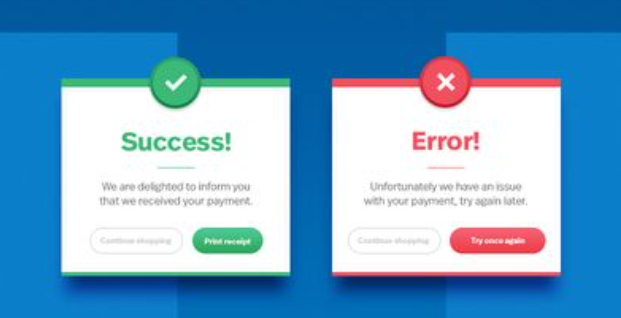 Success!
We are delighted to inform you
that we received your payment.
Continue shopping
Print receipt
Error!
Unfortunately we have an issue
with your payment, try again later.
Continue shopping
Try once again